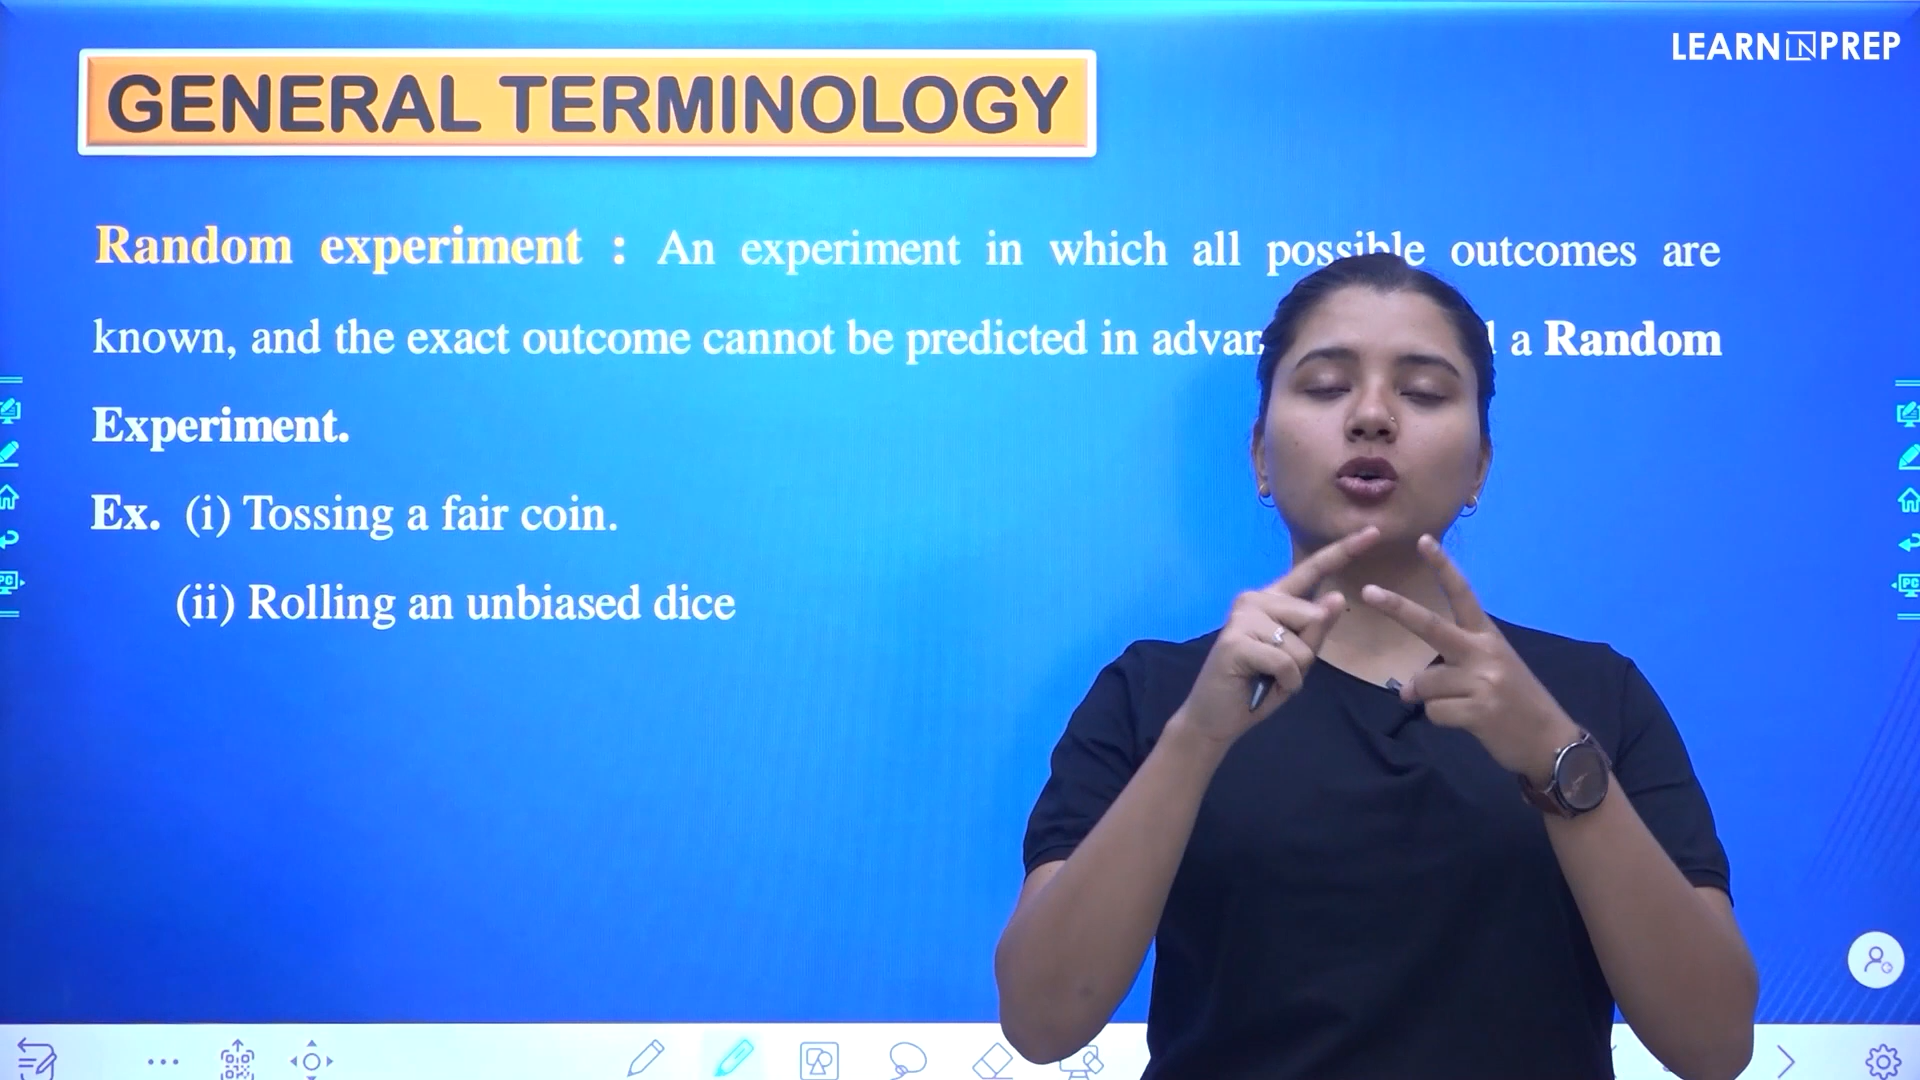 LEARN IN PREP
GENERAL TERMINOLOGY
Random experiment : An experiment in which all possible outcomes are
known, and the exact outcome cannot be predicted in a Random
Experiment.
Ex. (i) Tossing a fair coin.
(ii) Rolling an unbiased dice